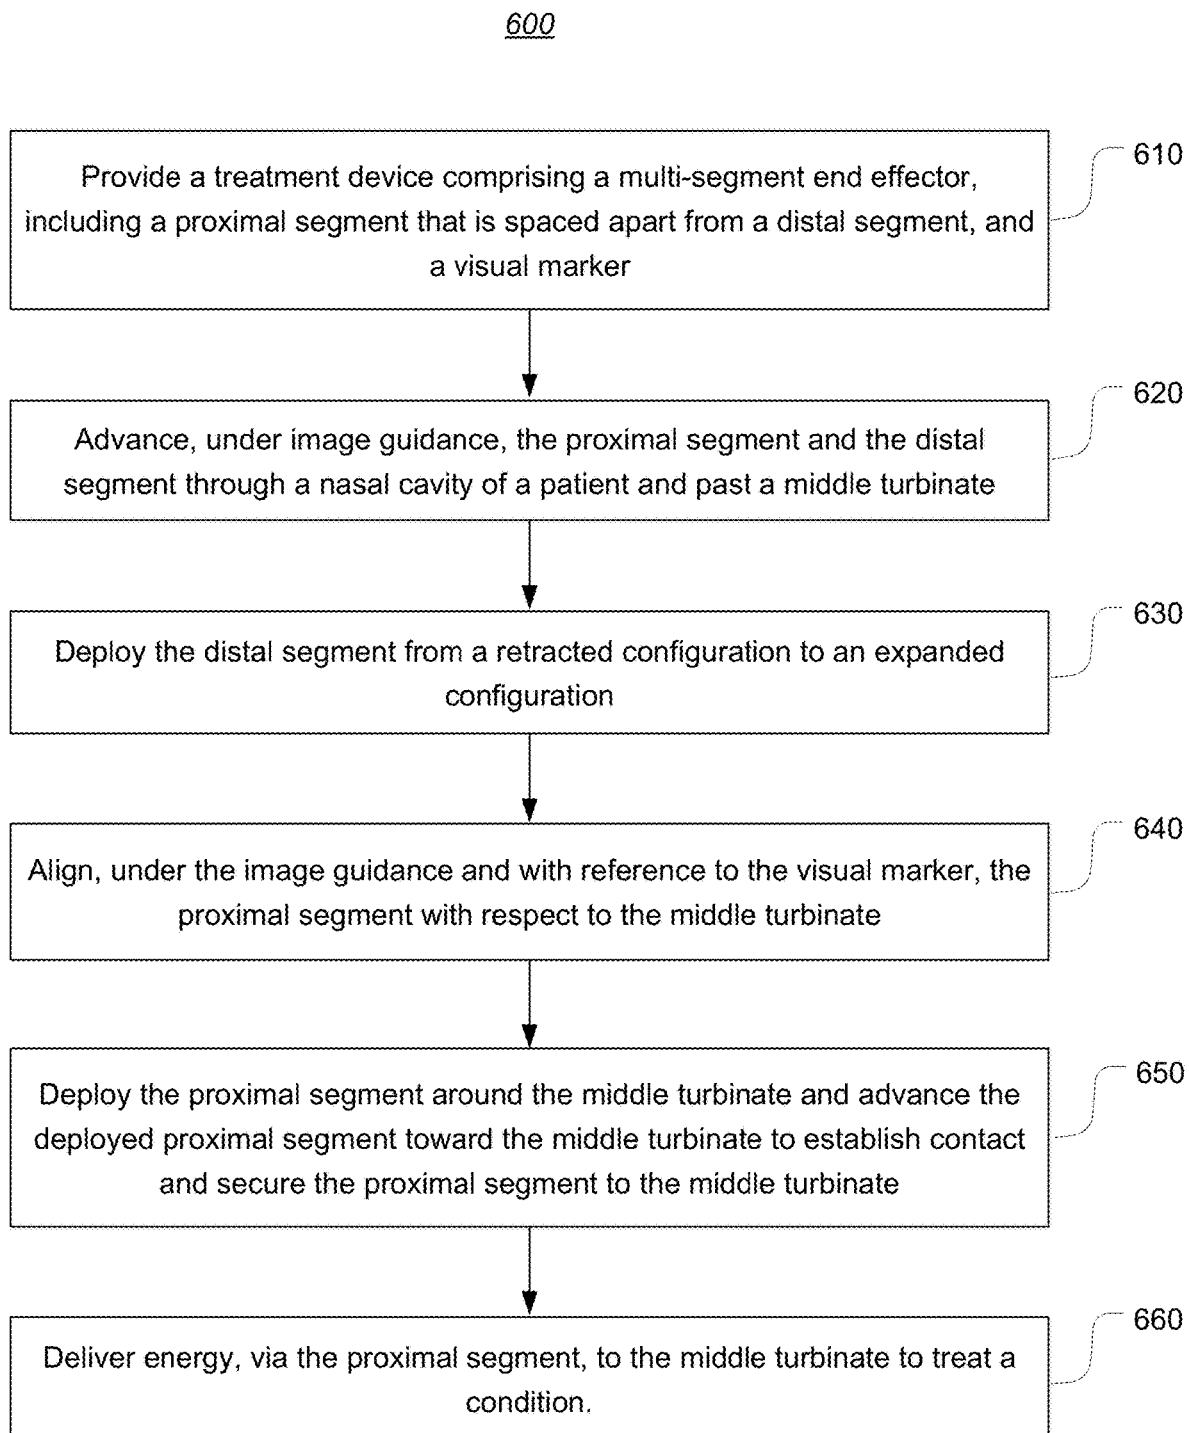 600
610
Provide a treatment device comprising a multi-segment end effector,
including a proximal segment that is spaced apart from a distal segment, and
a visual marker
620
Advance, under image guidance, the proximal segment and the distal
segment through a nasal cavity of a patient and past a middle turbinate
630
Deploy the distal segment from a retracted configuration to an expanded
configuration
640
Align, under the image guidance and with reference to the visual marker, the
proximal segment with respect to the middle turbinate
650
Deploy the proximal segment around the middle turbinate and advance the
deployed proximal segment toward the middle turbinate to establish contact
and secure the proximal segment to the middle turbinate
660
Deliver energy, via the proximal segment, to the middle turbinate to treat a
condition.